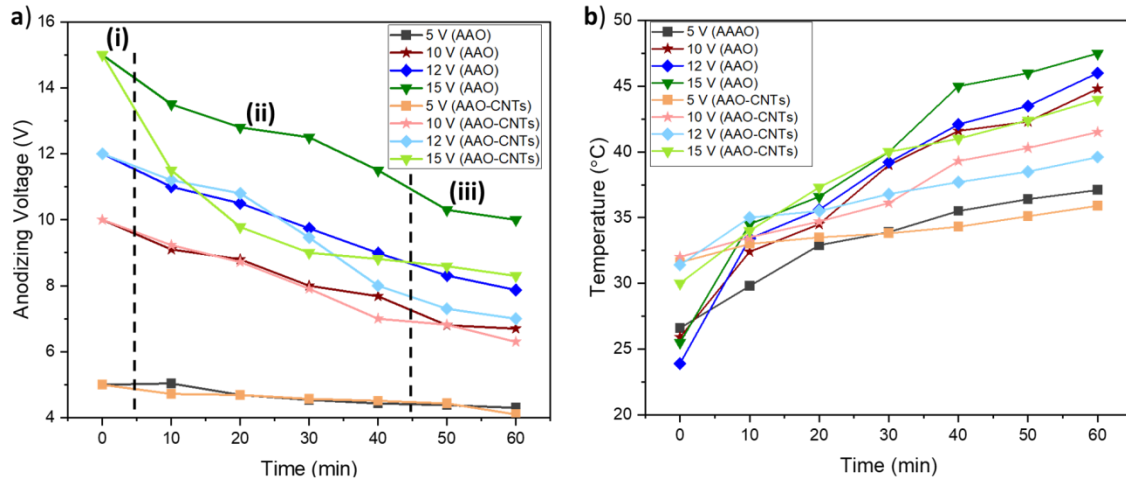 a)
(i)
(ii)
(iii)
5 V (AAO)
10 V (AAO)
12 V (AAO)
15 V (AAO)
5 V (AAO-CNTs)
10 V (AAO-CNTs)
12 V (AAO-CNTs)
15 V (AAO-CNTs)
Anodizing Voltage (V)
16
14
12
10
8
6
4
0 10 20 30 40 50 60
Time (min)
b)
5 V (AAAO)
10 V (AAO)
12 V (AAO)
15 V (AAO)
5 V (AAO-CNTs)
10 V (AAO-CNTs)
12 V (AAO-CNTs)
15 V (AAO-CNTs)
Temperature (°C)
50
45
40
35
30
25
20
0 10 20 30 40 50 60
Time (min)